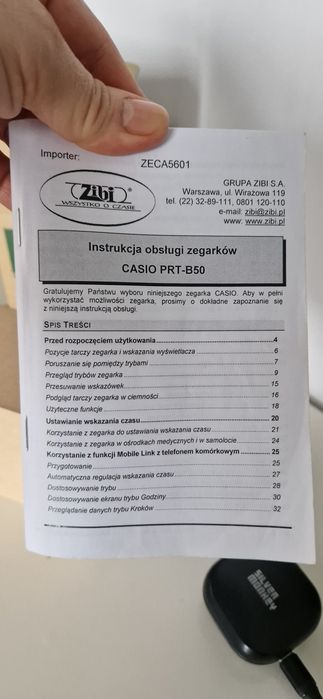 Importer:
ZECA5601
Zibi®
WSZYSTKO O CZASIE
GRUPA ZIBI S.A.
Warszawa, ul. Wirażowa 119
tel. (22) 32-89-111, 0801 120-110
e-mail: zibi@zibi.pl
www: www.zibi.pl
Instrukcja obsługi zegarków
CASIO PRT-B50
Gratulujemy Państwu wyboru niniejszego zegarka CASIO. Aby w pełni
wykorzystać możliwości zegarka, prosimy o dokładne zapoznanie się
z niniejszą instrukcją obsługi.
SPIS TREŚCI
Przed rozpoczęciem użytkowania 4
Pozycje tarczy zegarka i wskazania wyświetlacza 6
Poruszanie się pomiędzy trybami 7
Przegląd trybów zegarka 9
Przesuwanie wskazówek 15
Podgląd tarczy zegarka w ciemności 16
Użyteczne funkcje 18
Ustawianie wskazania czasu 20
Korzystanie z zegarka do ustawiania wskazania czasu 21
Korzystanie z zegarka w ośrodkach medycznych i w samolocie 24
Korzystanie z funkcji Mobile Link z telefonem komórkowym 25
Przygotowanie 25
Automatyczna regulacja wskazania czasu 27
Dostosowanie trybu 28
Dostosowywanie ekranu trybu Godziny 30
Przeglądanie danych trybu Kroków 32
SILVER
MONKEY